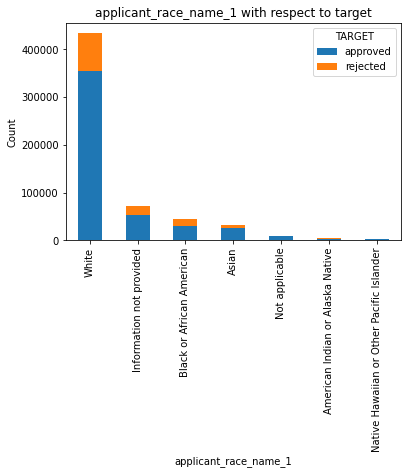 applicant_race_name_1 with respect to target
TARGET
approved
rejected
Count
400000
300000
200000
100000
0
White
Information not provided
Black or African American
Asian
Not applicable
American Indian or Alaska Native
Native Hawaiian or Other Pacific Islander
applicant_race_name_1